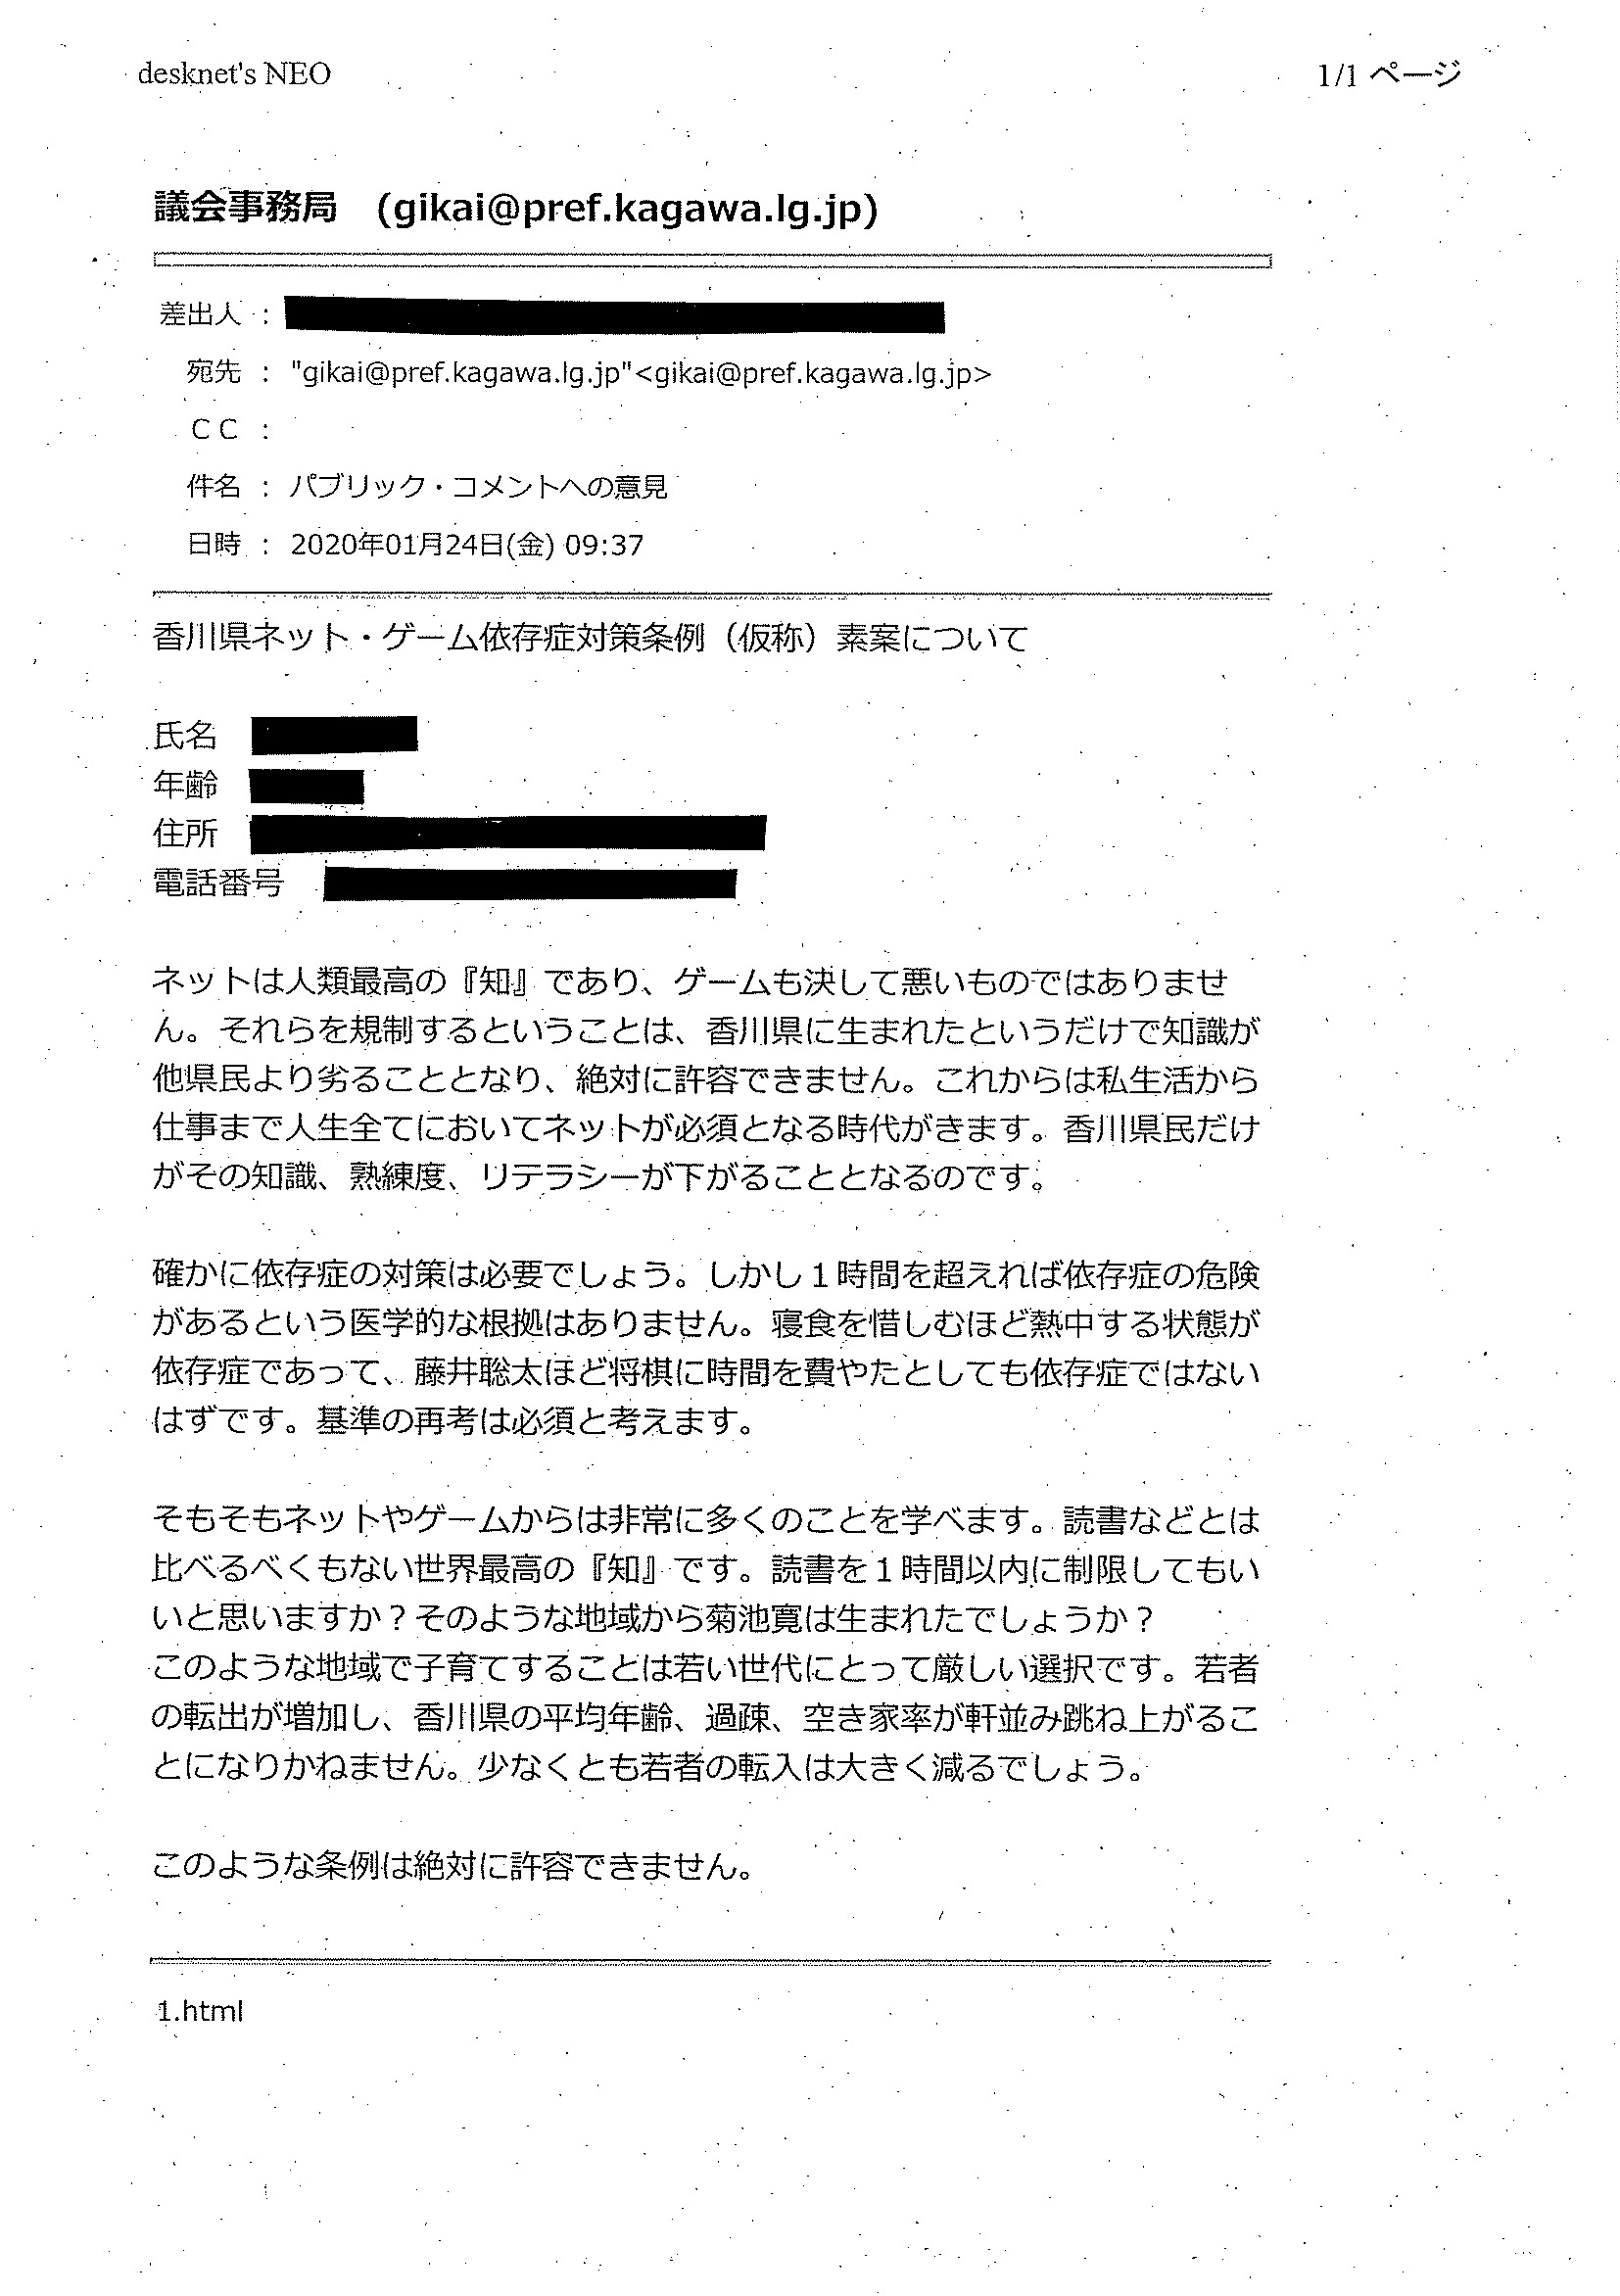 desknet's NEO
1/1 ページ
議会事務局　(gikai@pref.kagawa.lg.jp)
差出人 :
宛先 : "gikai@pref.kagawa.lg.jp"<gikai@pref.kagawa.lg.jp>
ＣＣ :
件名 : パブリック・コメントへの意見
日時 : 2020年01月24日(金) 09:37
香川県ネット・ゲーム依存症対策条例（仮称）素案について
氏名
年齢
住所
電話番号
ネットは人類最高の『知』であり、ゲームも決して悪いものではありませ
ん。それらを規制するということは、香川県に生まれたというだけで知識が
他県民より劣ることとなり、絶対に許容できません。これからは私生活から
仕事まで人生全てにおいてネットが必須となる時代がきます。香川県民だけ
がその知識、熟練度、リテラシーが下がることとなるのです。
確かに依存症の対策は必要でしょう。しかし１時間を超えれば依存症の危険
があるという医学的な根拠はありません。寝食を惜しむほど熱中する状態が
依存症であって、藤井聡太ほど将棋に時間を費やたとしても依存症ではない
はずです。基準の再考は必須と考えます。
そもそもネットやゲームからは非常に多くのことを学べます。読書などとは
比べるべくもない世界最高の『知』です。読書を１時間以内に制限してもい
いと思いますか？そのような地域から菊池寛は生まれたでしょうか？
このような地域で子育てすることは若い世代にとって厳しい選択です。若者
の転出が増加し、香川県の平均年齢、過疎、空き家率が軒並み跳ね上がるこ
とになりかねません。少なくとも若者の転入は大きく減るでしょう。
このような条例は絶対に許容できません。
1.html